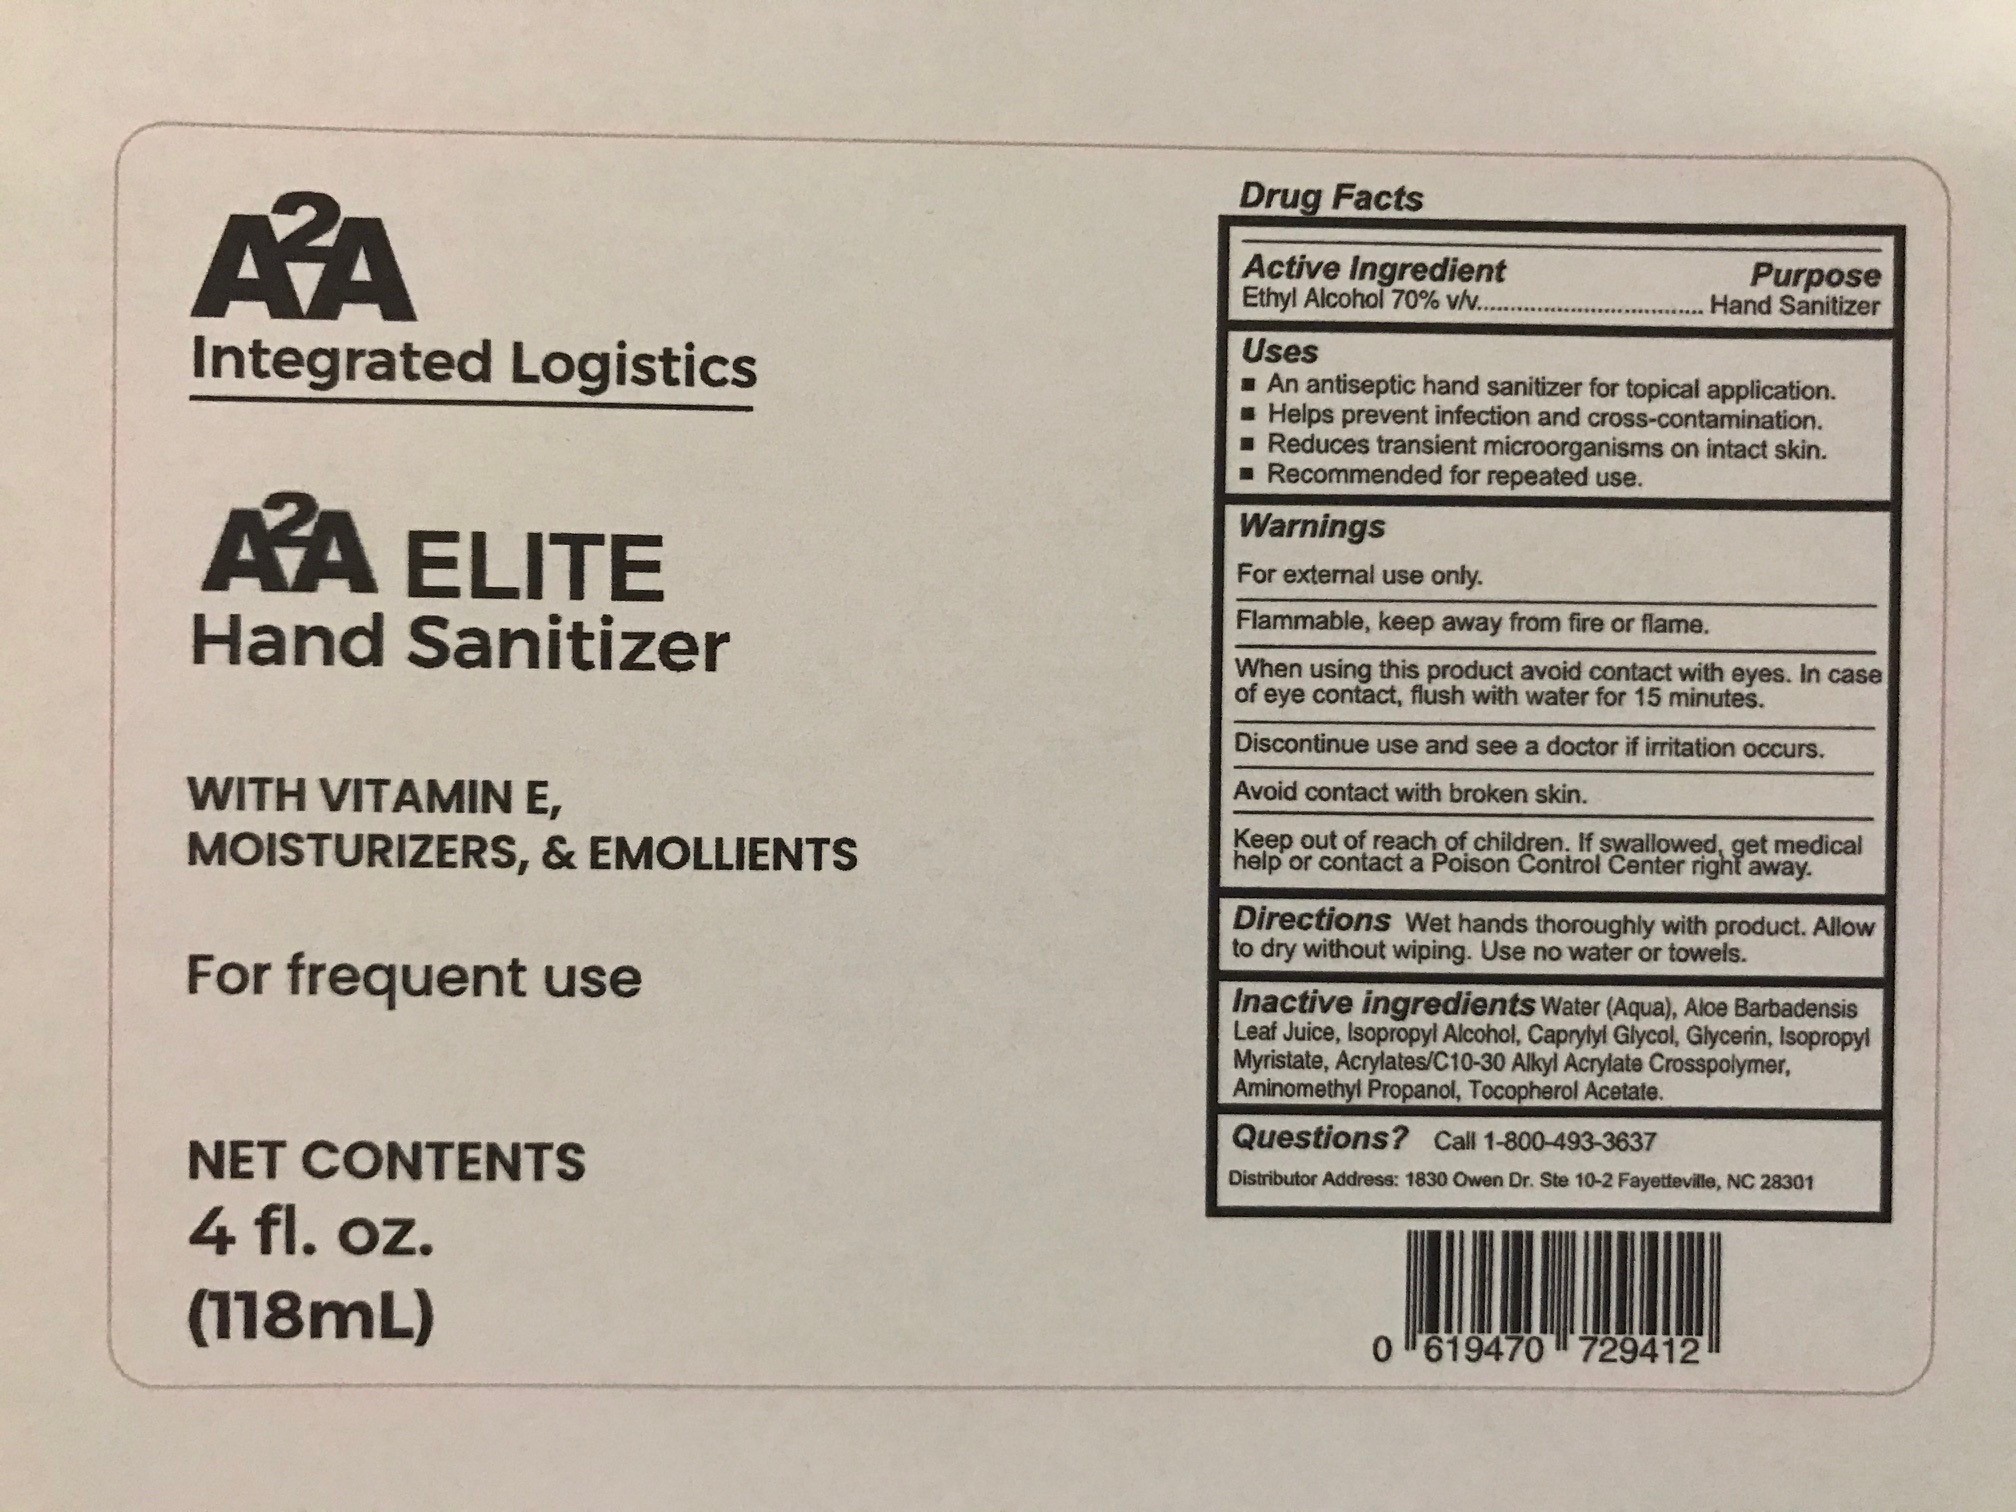 A2A
Integrated Logistics
A2A ELITE
Hand Sanitizer
WITH VITAMIN E,
MOISTURIZERS, & EMOLLIENTS
For frequent use
NET CONTENTS
4 fl. oz.
(118mL)
Drug Facts
Active Ingredient Purpose
Ethyl Alcohol 70% v/v.................................. Hand Sanitizer
Uses
▪ An antiseptic hand sanitizer for topical application.
▪ Helps prevent infection and cross-contamination.
▪ Reduces transient microorganisms on intact skin.
▪ Recommended for repeated use.
Warnings
For external use only.
Flammable, keep away from fire or flame.
When using this product avoid contact with eyes. In case
of eye contact, flush with water for 15 minutes.
Discontinue use and see a doctor if irritation occurs.
Avoid contact with broken skin.
Keep out of reach of children. If swallowed, get medical
help or contact a Poison Control Center right away.
Directions Wet hands thoroughly with product. Allow
to dry without wiping. Use no water or towels.
Inactive ingredients Water (Aqua), Aloe Barbadensis
Leaf Juice, Isopropyl Alcohol, Caprylyl Glycol, Glycerin, Isopropyl
Myristate, Acrylates/C10-30 Alkyl Acrylate Crosspolymer,
Aminomethyl Propanol, Tocopherol Acetate.
Questions? Call 1-800-493-3637
Distributor Address: 1830 Owen Dr. Ste 10-2 Fayetteville, NC 28301
0 619470 729412